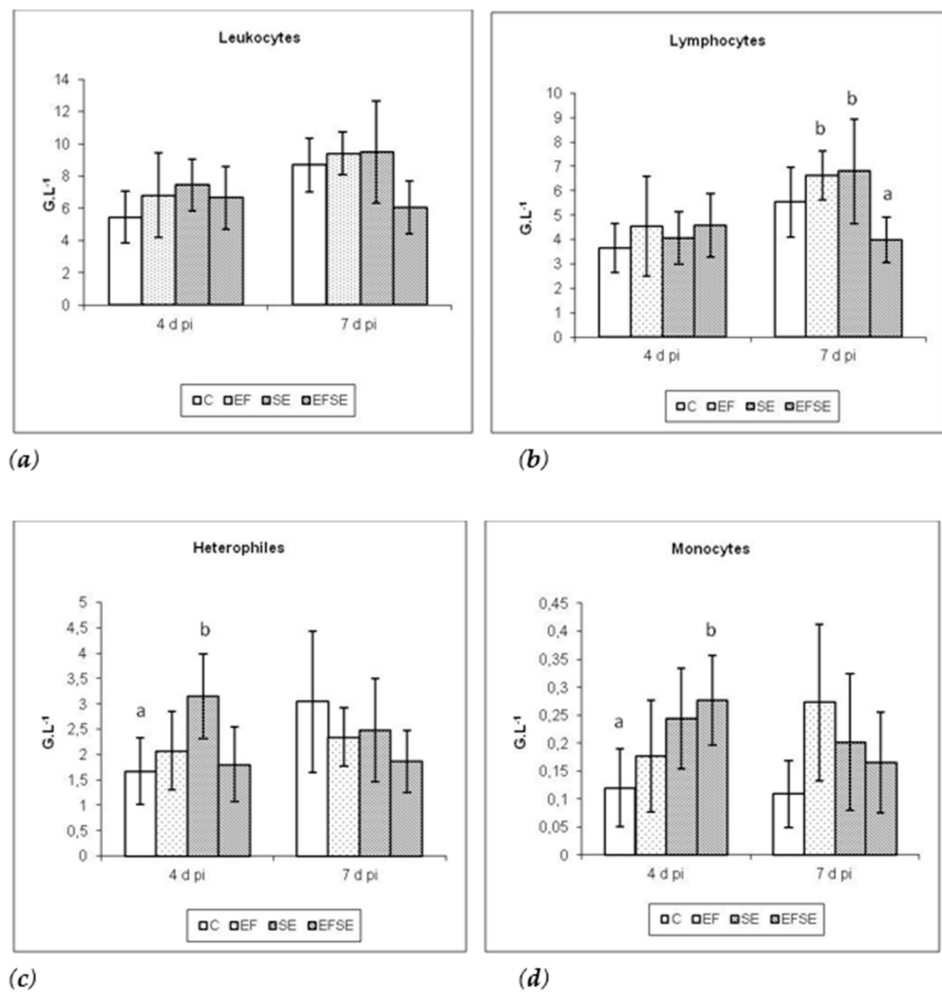 Leukocytes
14
12
10
8
6
4
2
0
G.L-1
4 d pi 7 d pi
C EF SE EFSE
(a)
Lymphocytes
10
9
8
7
6
5
4
3
2
1
0
G.L-1
b b a
4 d pi 7 d pi
C EF SE EFSE
(b)
Heterophiles
5
4,5
4
3,5
3
2,5
2
1,5
1
0,5
0
G.L-1
a b
4 d pi 7 d pi
C EF SE EFSE
(c)
Monocytes
0,45
0,4
0,35
0,3
0,25
0,2
0,15
0,1
0,05
0
G.L-1
a b
4 d pi 7 d pi
C EF SE EFSE
(d)